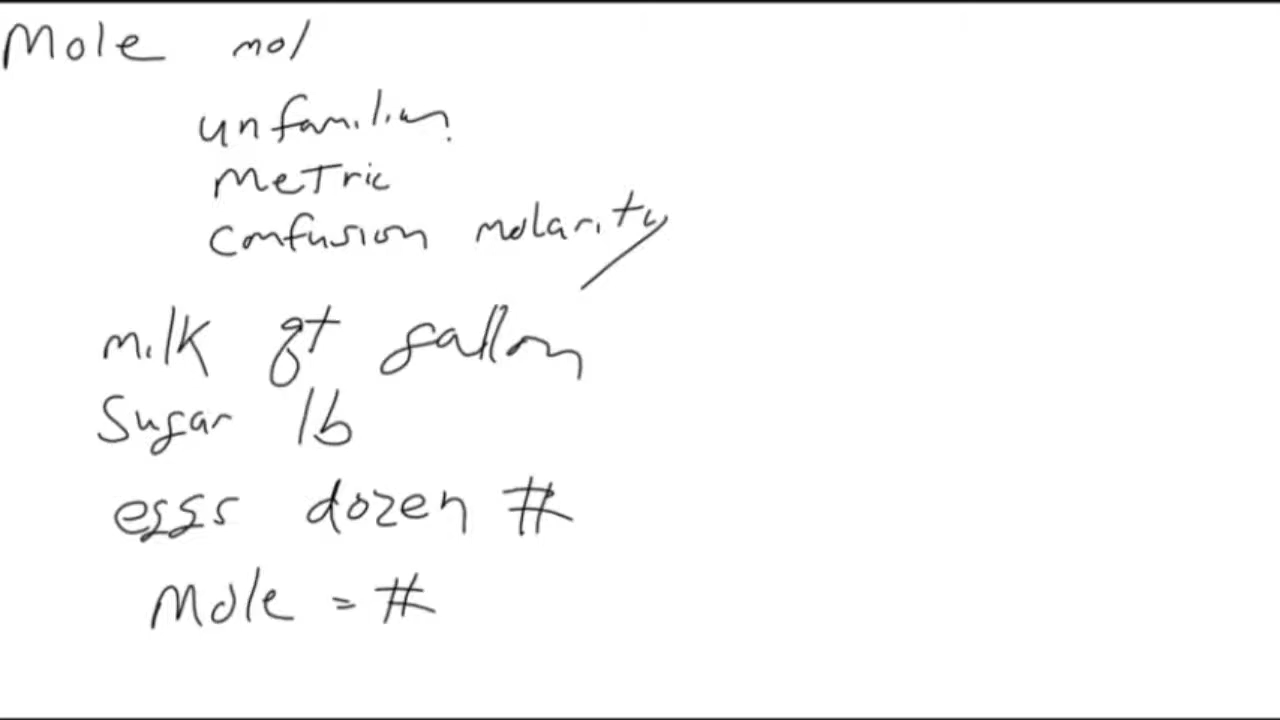 Mole mol
unfamiliar
Metric
Confusion molarity
milk qt gallon
Sugar lb
eggs dozen #
Mole = #